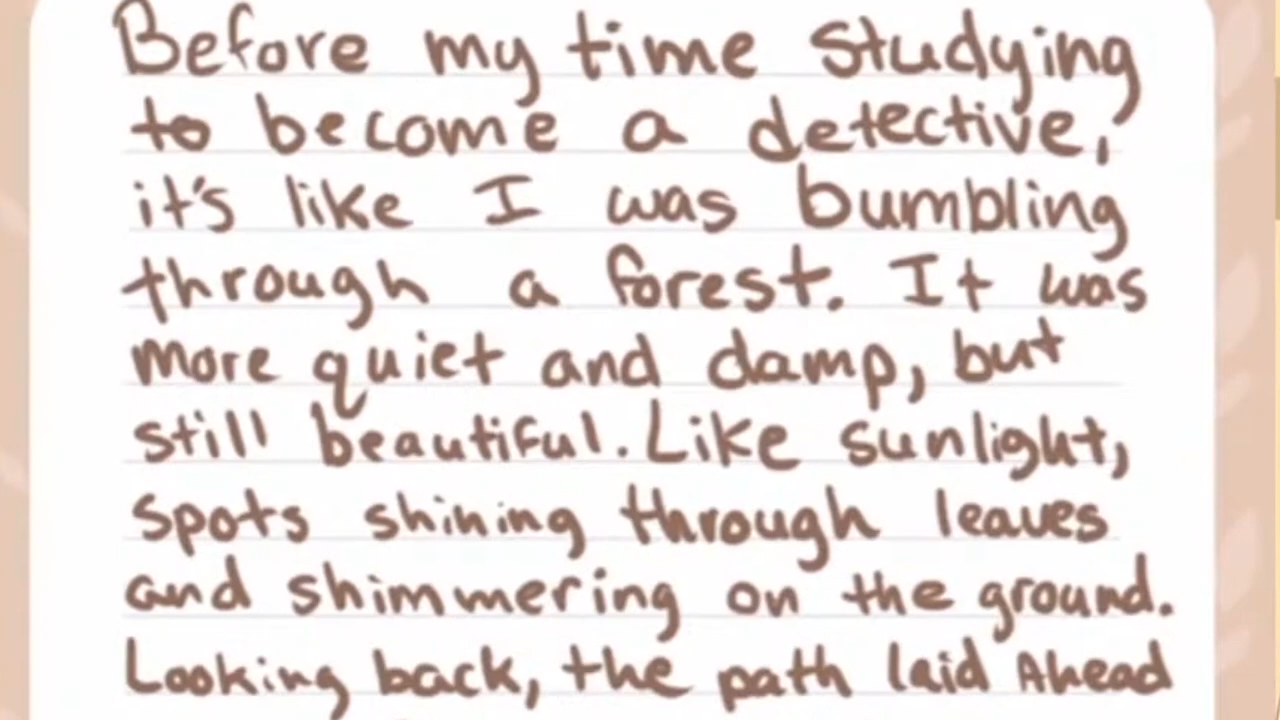 Before my time studying
to become a detective,
it's like I was bumbling
through a forest. It was
more quiet and damp, but
still beautiful. Like sunlight,
spots shining through leaves
and shimmering on the ground.
Looking back, the path laid Ahead